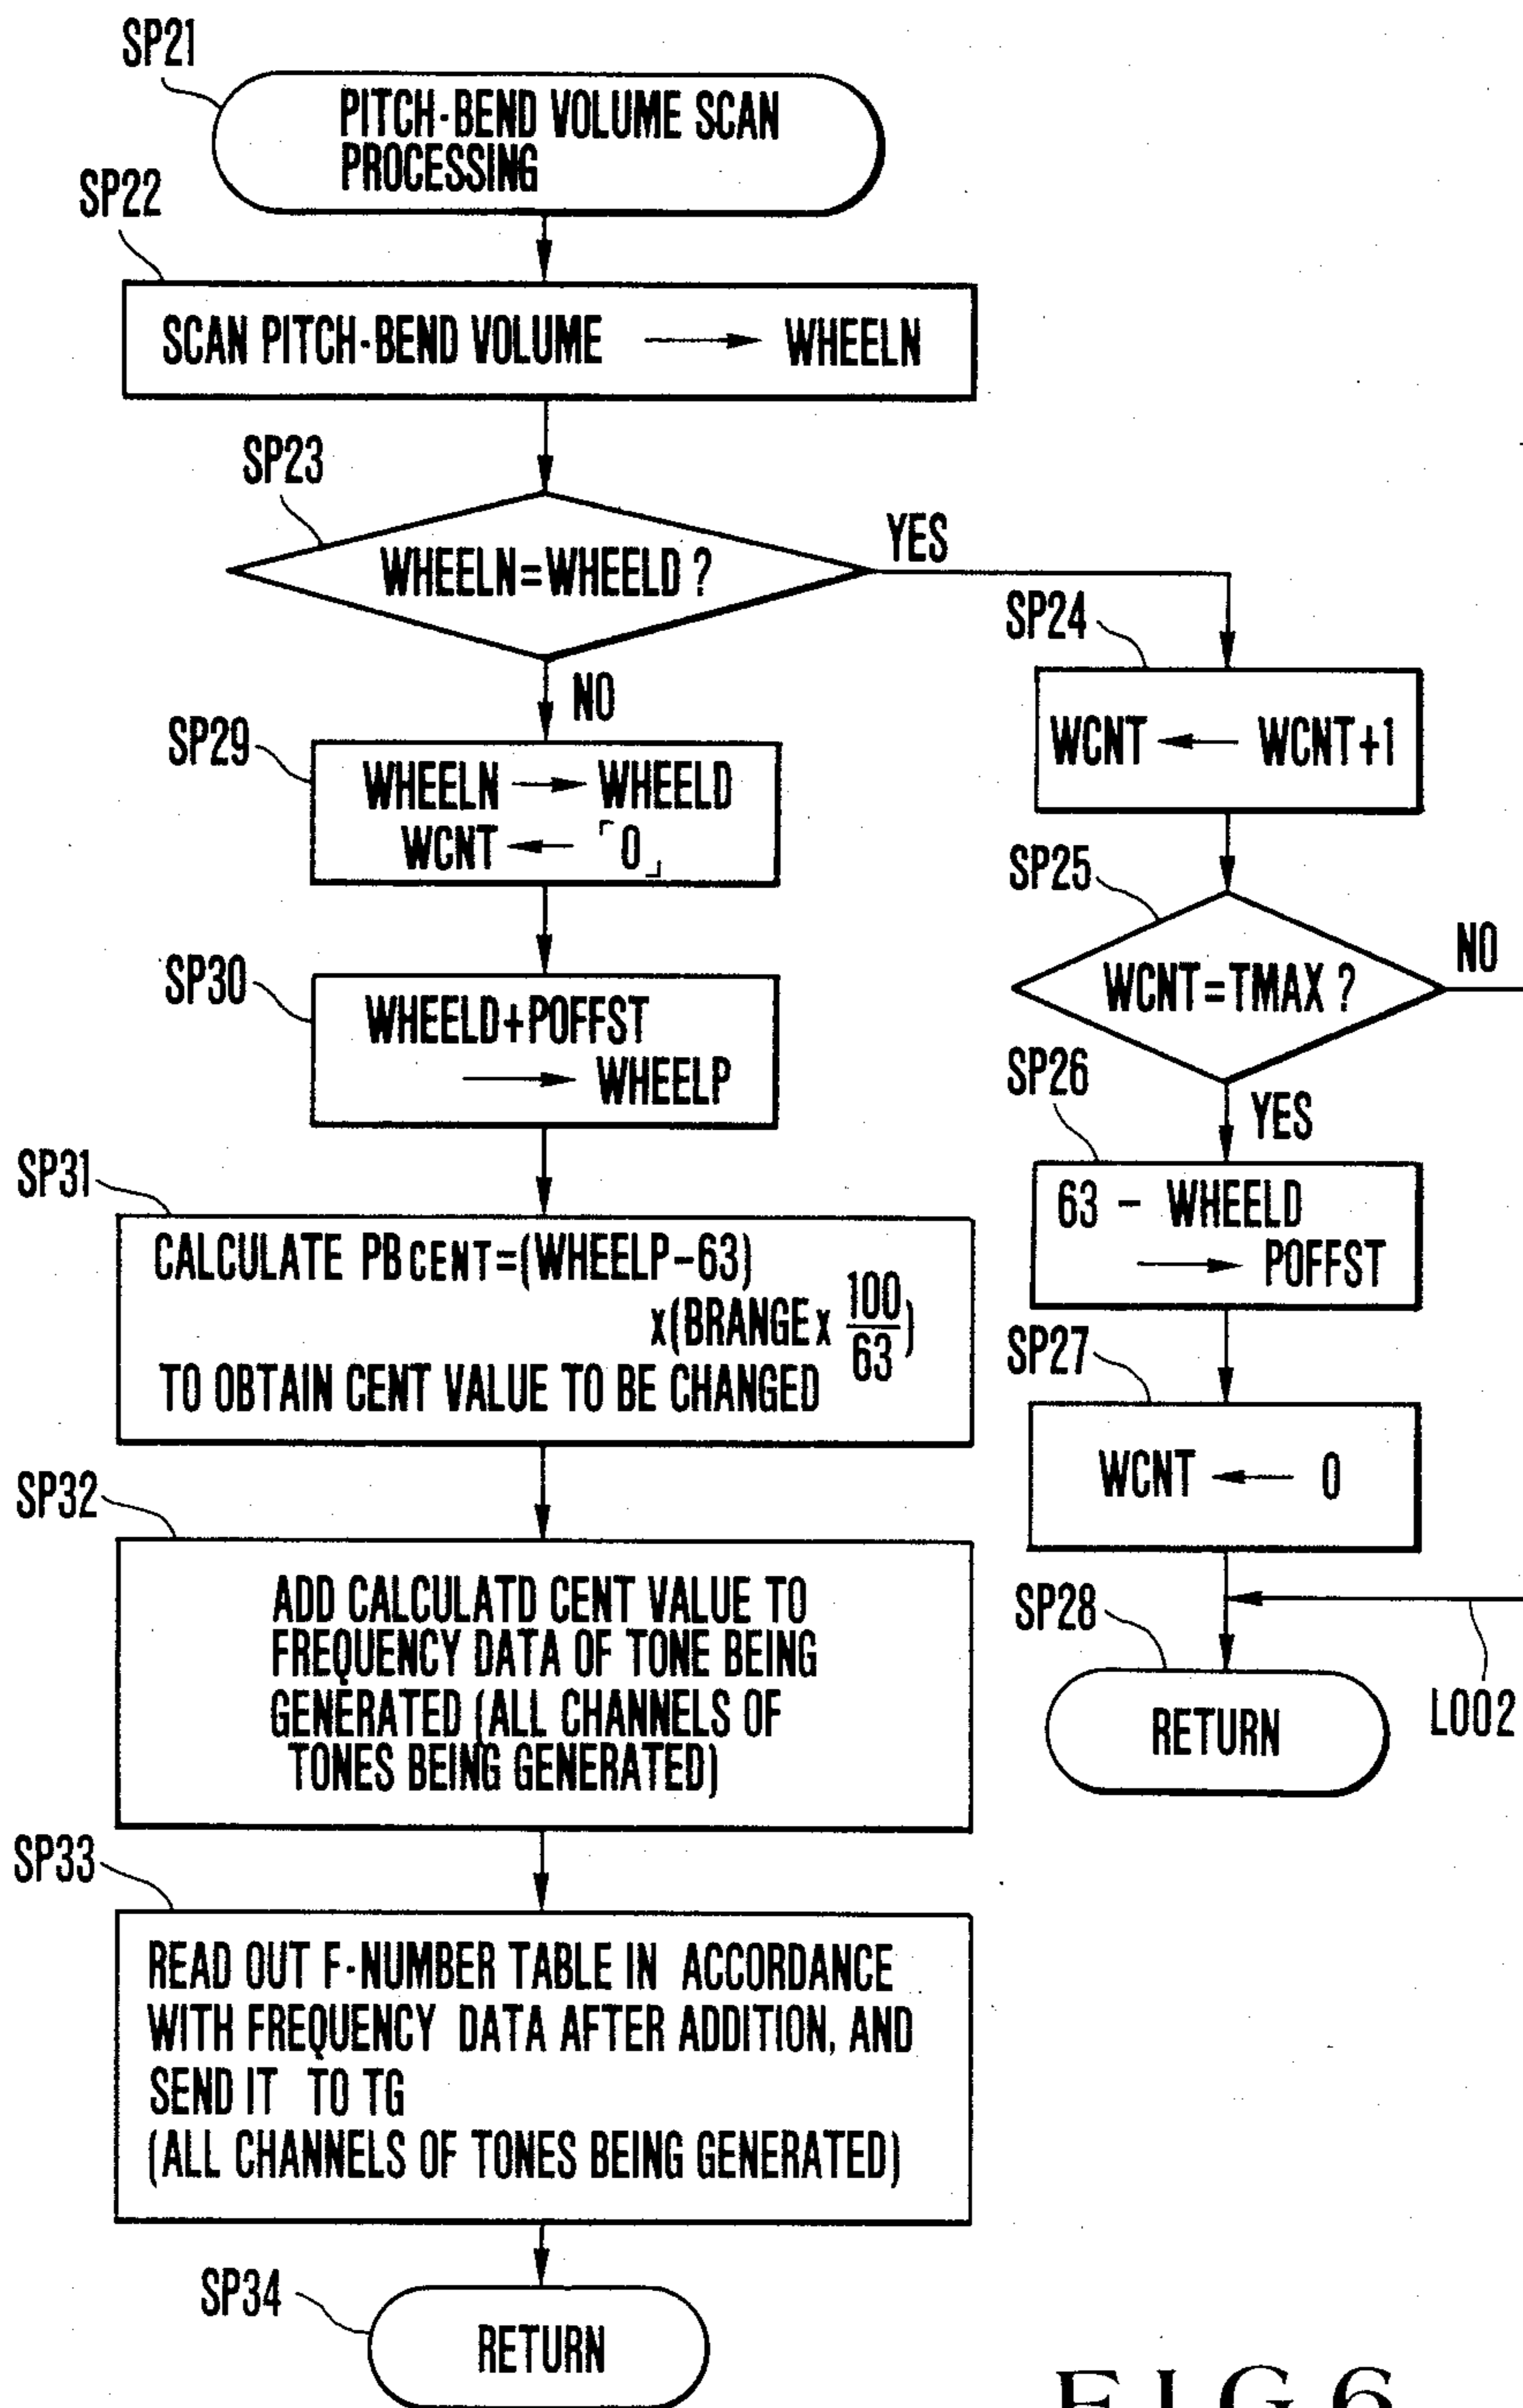 SP21
PITCH-BEND VOLUME SCAN
PROCESSING
SP22
SCAN PITCH-BEND VOLUME → WHEELN
SP23
WHEELN=WHEELD ?
YES
NO
SP24
WCNT ← WCNT+1
SP25
WCNT=TMAX ?
NO
YES
SP26
63 - WHEELD
→ POFFST
SP27
WCNT ← 0
SP28
RETURN
L002
SP29
WHEELN → WHEELD
WCNT ← 「0」
SP30
WHEELD+POFFST
→ WHEELP
SP31
CALCULATE PBCENT=(WHEELP-63)
x(BRANGE x 100/63)
TO OBTAIN CENT VALUE TO BE CHANGED
SP32
ADD CALCULATD CENT VALUE TO
FREQUENCY DATA OF TONE BEING
GENERATED (ALL CHANNELS OF
TONES BEING GENERATED)
SP33
READ OUT F-NUMBER TABLE IN ACCORDANCE
WITH FREQUENCY DATA AFTER ADDITION, AND
SEND IT TO TG
(ALL CHANNELS OF TONES BEING GENERATED)
SP34
RETURN
FIG.6